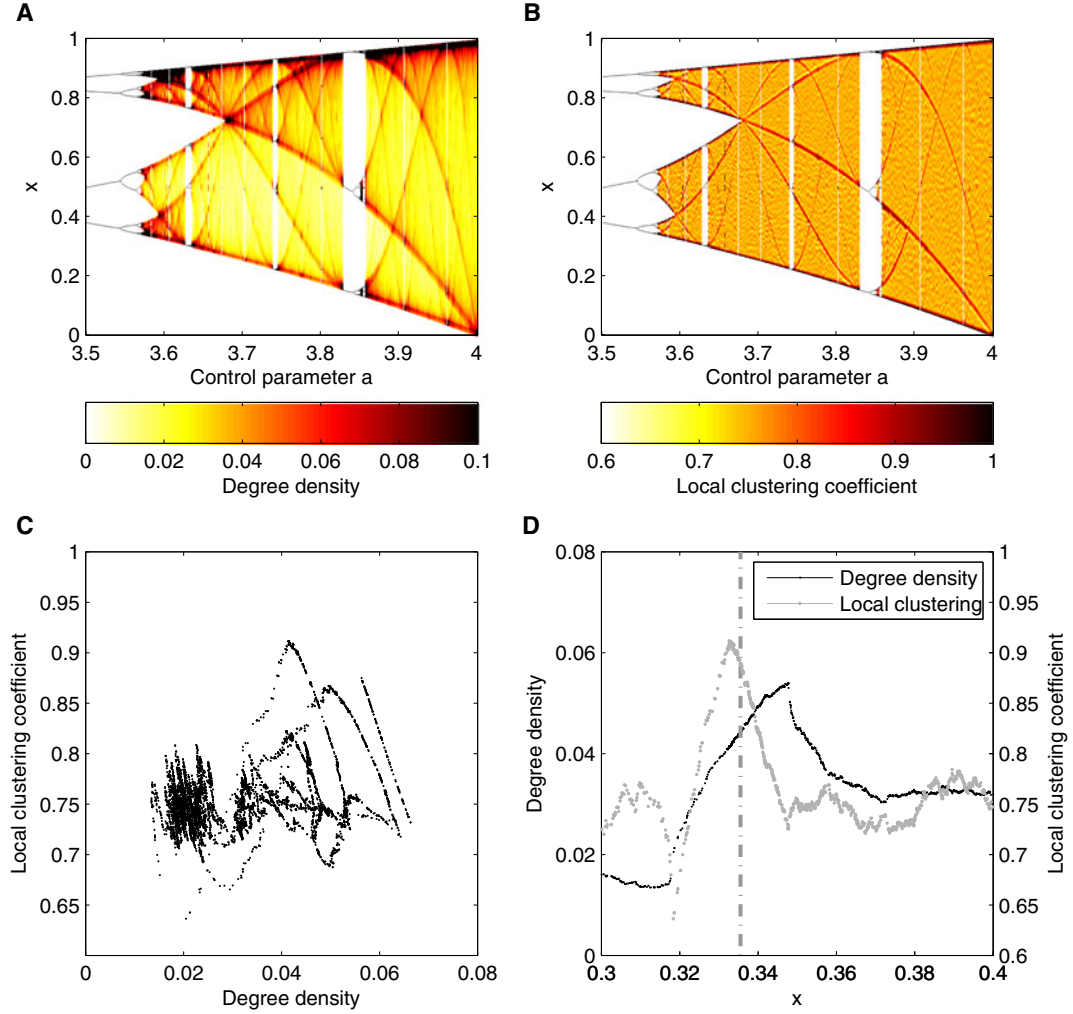 A
x
1
0.8
0.6
0.4
0.2
0
3.5 3.6 3.7 3.8 3.9 4
Control parameter a
0 0.02 0.04 0.06 0.08 0.1
Degree density
B
x
1
0.8
0.6
0.4
0.2
0
3.5 3.6 3.7 3.8 3.9 4
Control parameter a
0.6 0.7 0.8 0.9 1
Local clustering coefficient
C
Local clustering coefficient
1
0.95
0.9
0.85
0.8
0.75
0.7
0.65
0 0.02 0.04 0.06 0.08
Degree density
D
Degree density
0.08
0.06
0.04
0.02
0
Degree density
Local clustering
1
0.95
0.9
0.85
0.8
0.75
0.7
0.65
0.6
Local clustering coefficient
0.3 0.32 0.34 0.36 0.38 0.4
x